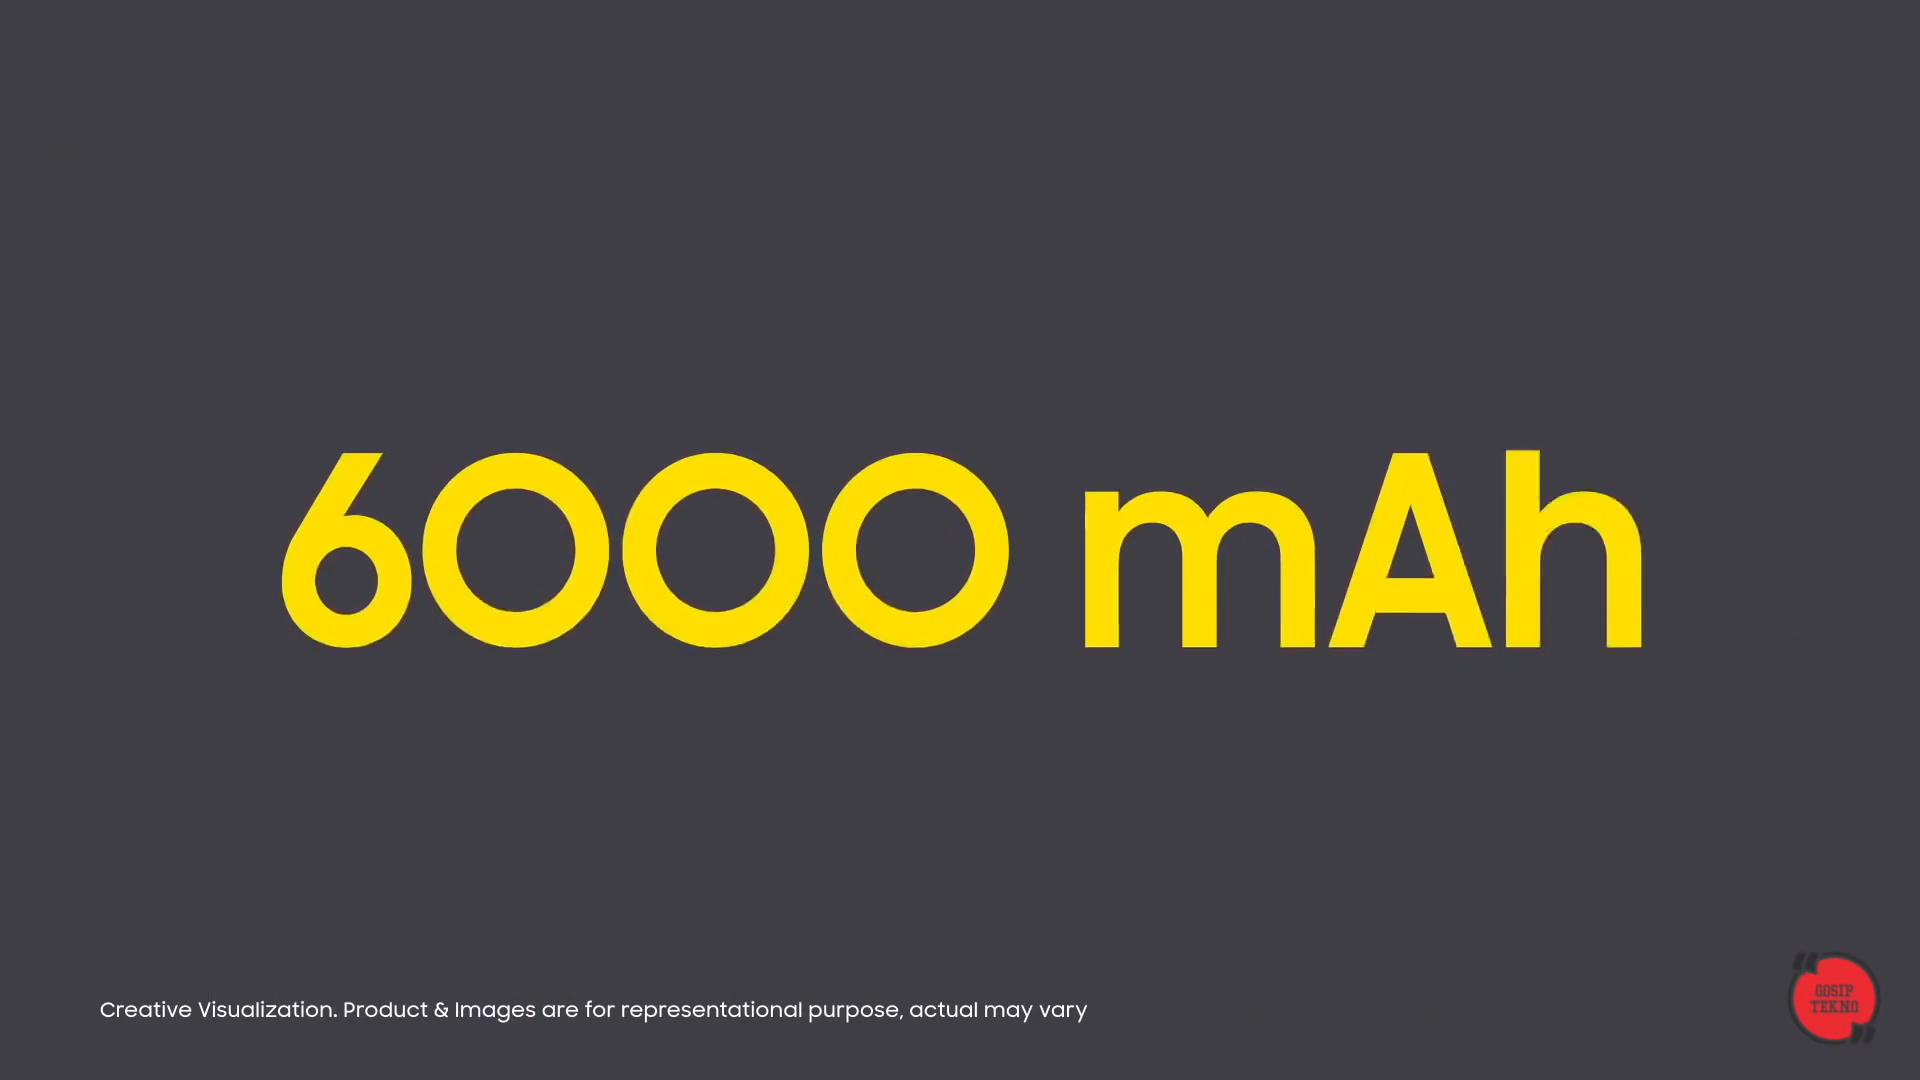 6000 mAh
Creative Visualization. Product & Images are for representational purpose, actual may vary
GOSIP
TEKNO